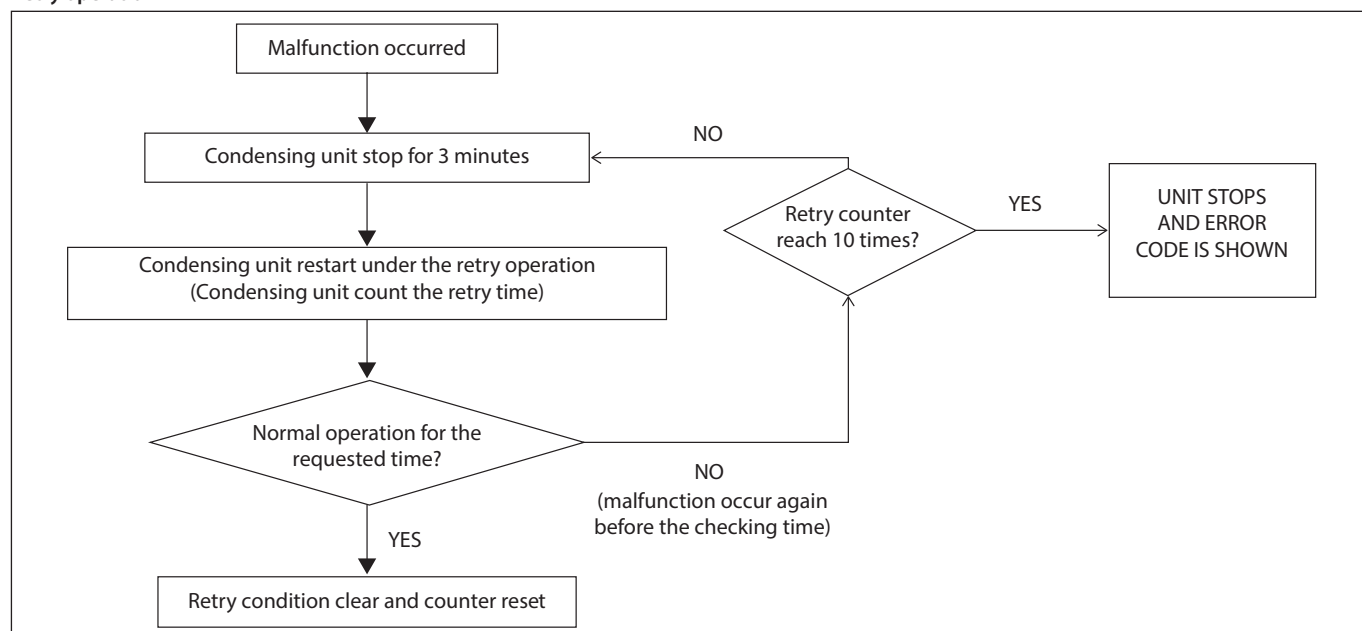 Malfunction occurred
Condensing unit stop for 3 minutes
NO
Retry counter
reach 10 times?
YES
UNIT STOPS
AND ERROR
CODE IS SHOWN
Condensing unit restart under the retry operation
(Condensing unit count the retry time)
Normal operation for the
requested time?
NO
(malfunction occur again
before the checking time)
YES
Retry condition clear and counter reset